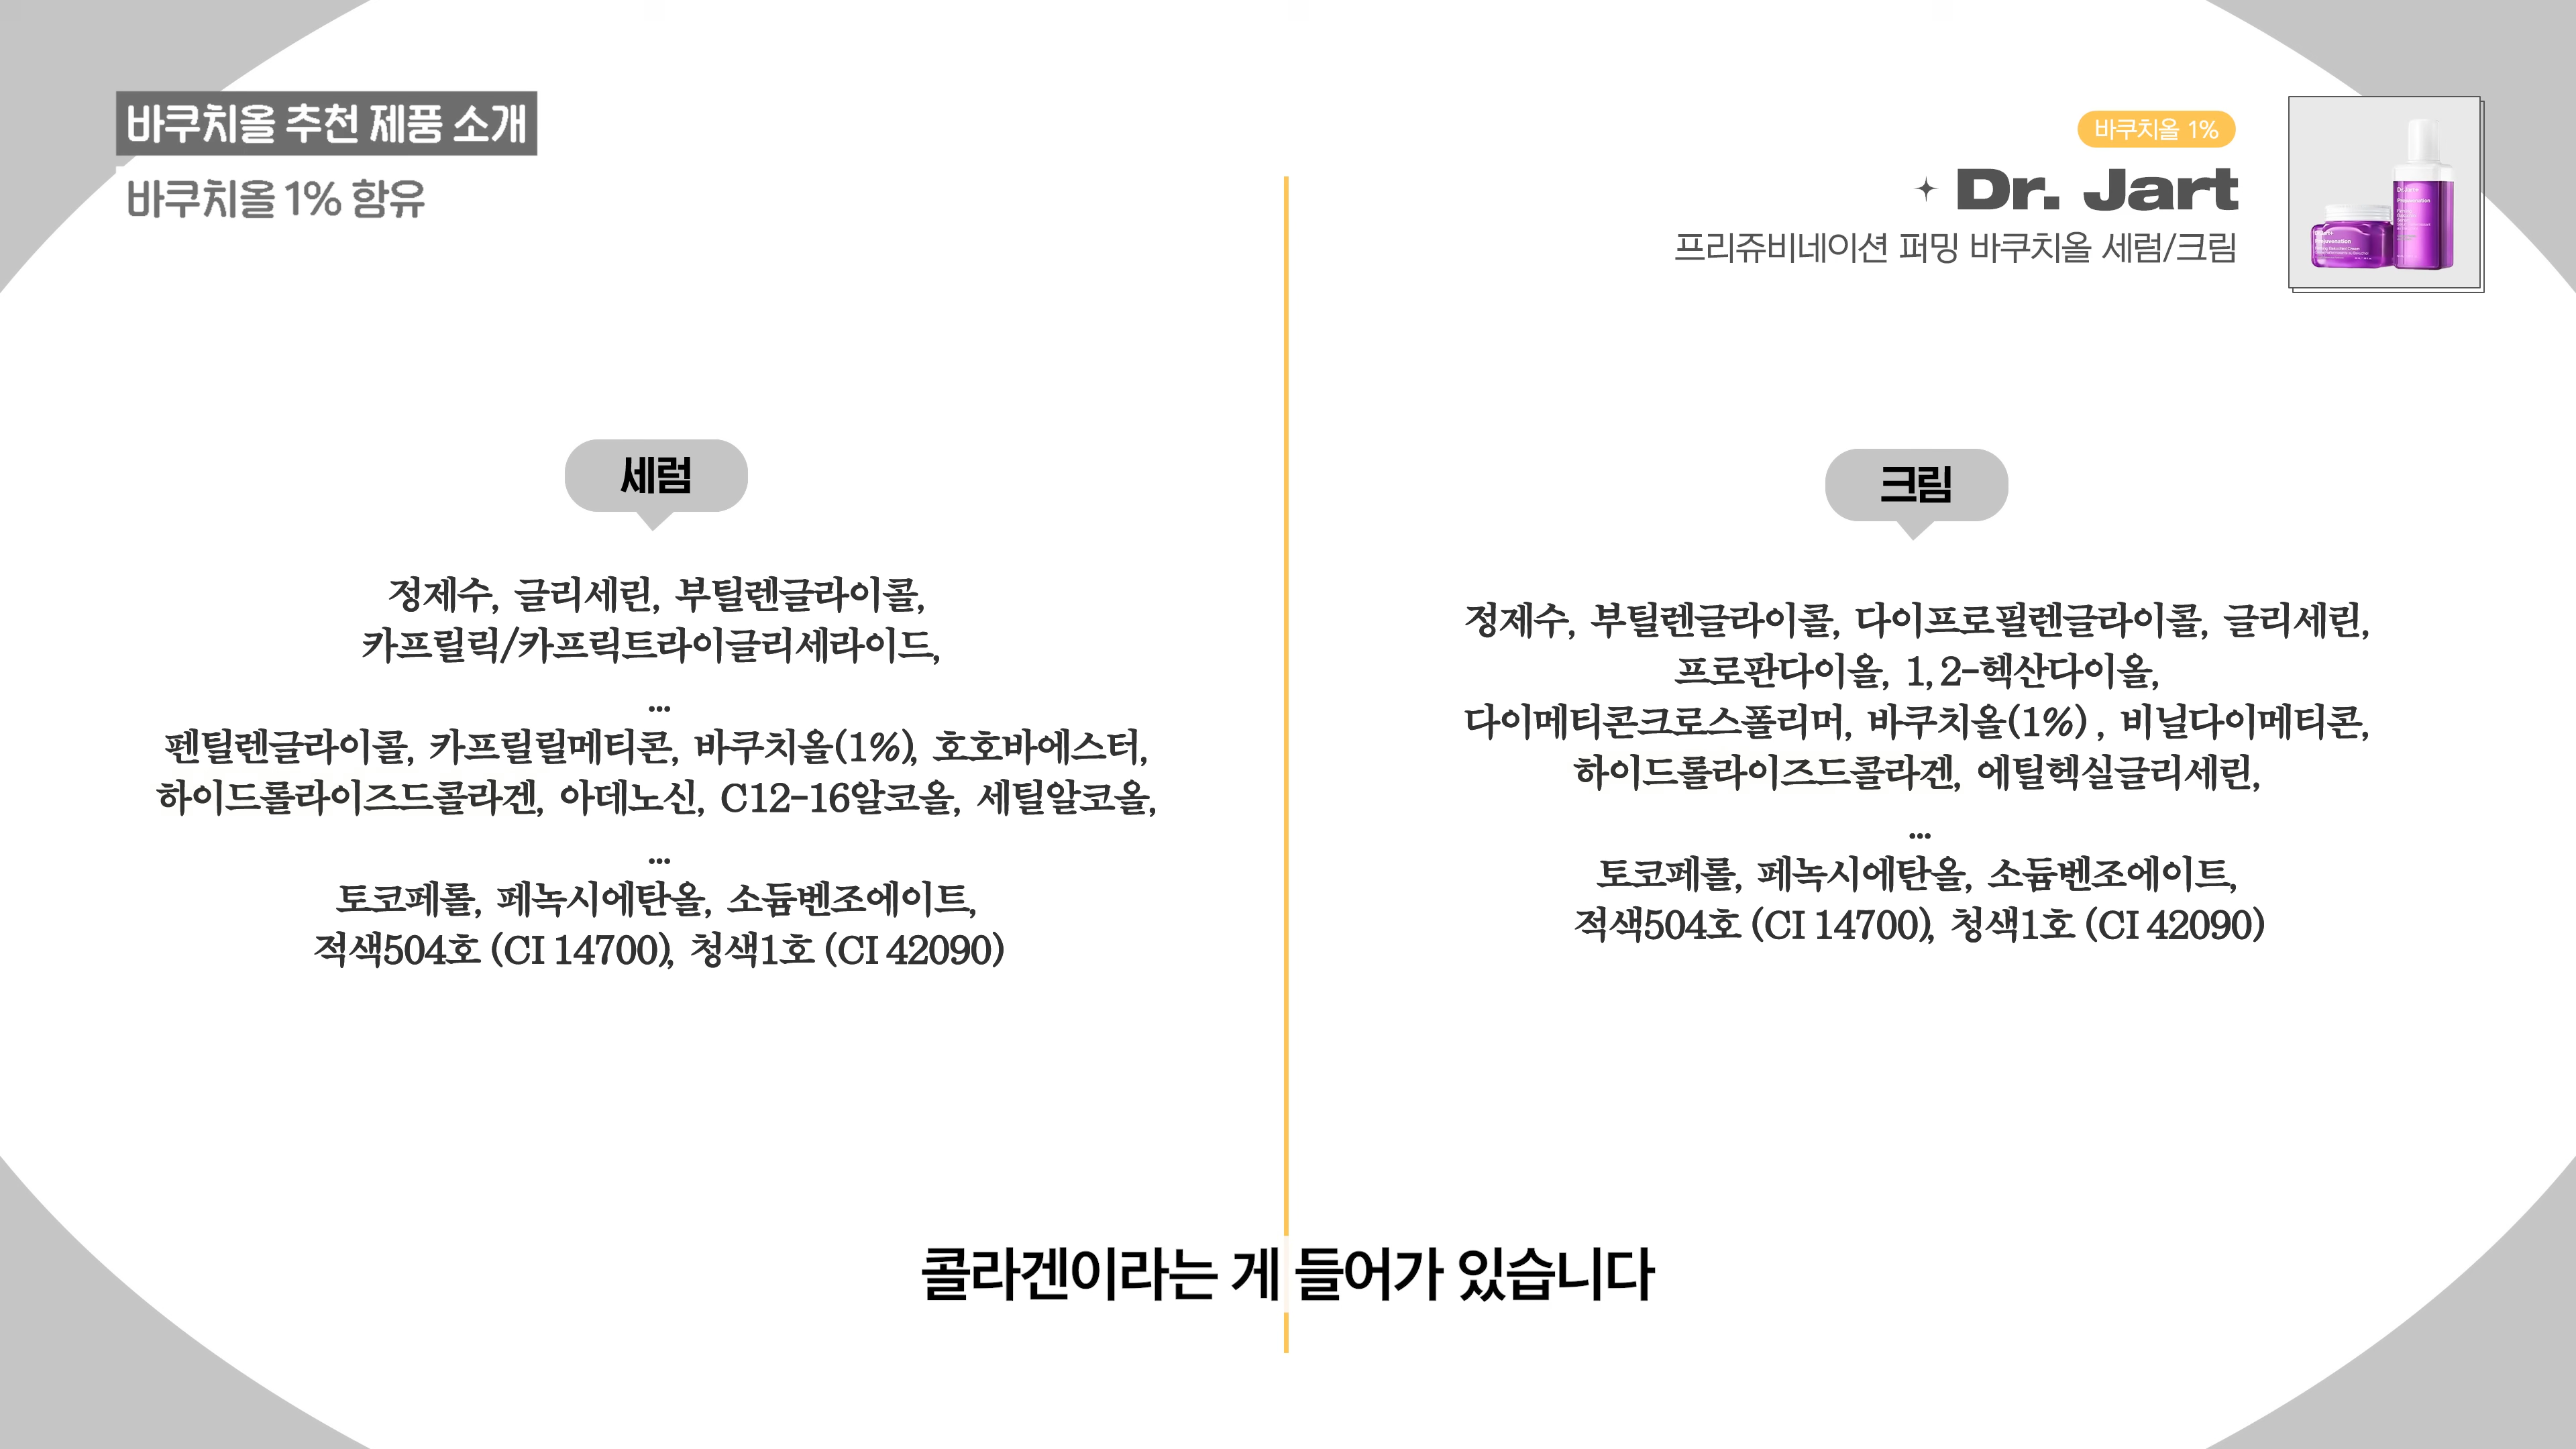 바쿠치올 추천 제품 소개
바쿠치올 1% 함유
바쿠치올 1%
Dr. Jart
프리쥬비네이션 퍼밍 바쿠치올 세럼/크림
세럼
정제수, 글리세린, 부틸렌글라이콜,
카프릴릭/카프릭트라이글리세라이드,
...
펜틸렌글라이콜, 카프릴릴메티콘, 바쿠치올(1%), 호호바에스터,
하이드롤라이즈드콜라겐, 아데노신, C12-16알코올, 세틸알코올,
...
토코페롤, 페녹시에탄올, 소듐벤조에이트,
적색504호 (CI 14700), 청색1호 (CI 42090)
크림
정제수, 부틸렌글라이콜, 다이프로필렌글라이콜, 글리세린,
프로판다이올, 1, 2-헥산다이올,
다이메티콘크로스폴리머, 바쿠치올(1%) , 비닐다이메티콘,
하이드롤라이즈드콜라겐, 에틸헥실글리세린,
...
토코페롤, 페녹시에탄올, 소듐벤조에이트,
적색504호 (CI 14700), 청색1호 (CI 42090)
콜라겐이라는 게 들어가 있습니다